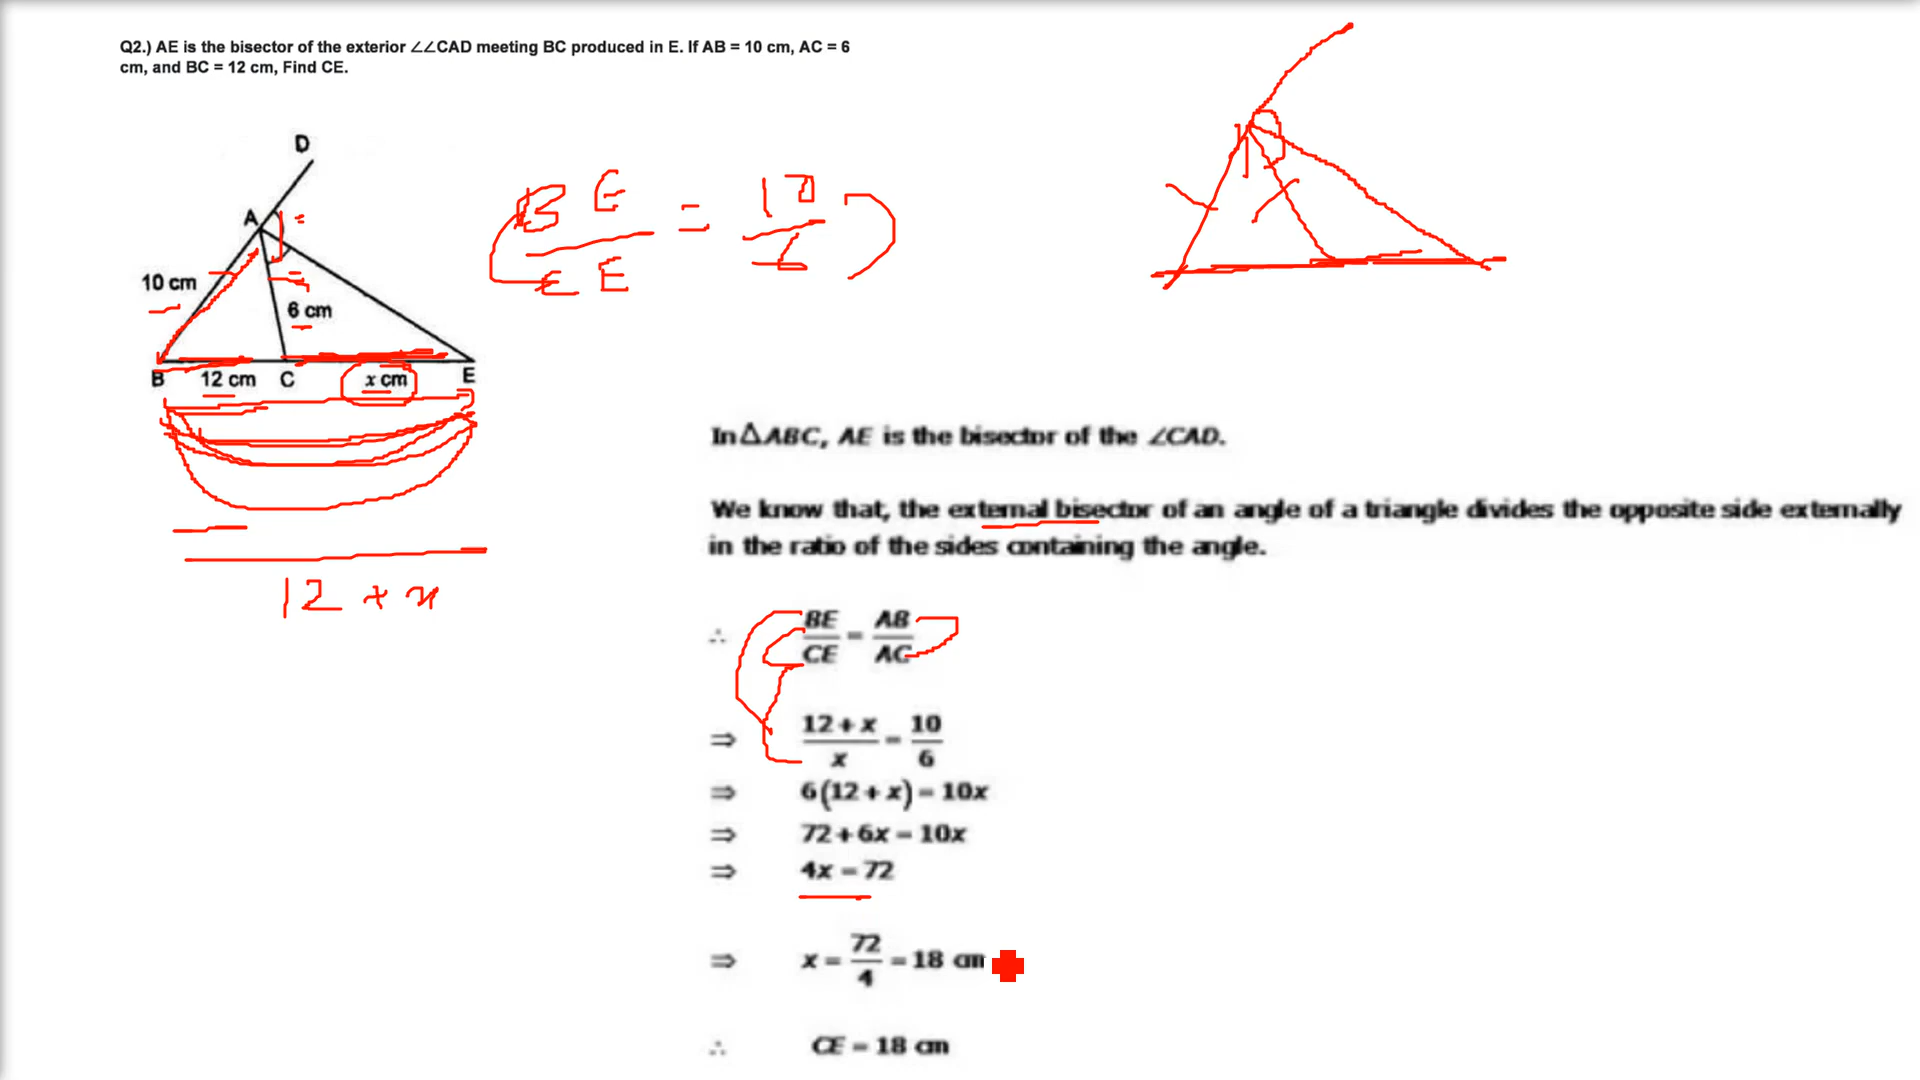 Q2.) AE is the bisector of the exterior ∠∠CAD meeting BC produced in E. If AB = 10 cm, AC = 6
cm, and BC = 12 cm, Find CE.
D
A
10 cm
6 cm
B 12 cm C x cm E
BE/CE = 10/6
12 + x
In△ABC, AE is the bisector of the ∠CAD.
We know that, the external bisector of an angle of a triangle divides the opposite side externally
in the ratio of the sides containing the angle.
∴ BE/CE = AB/AC
⇒ 12+x/x = 10/6
⇒ 6(12+x) = 10x
⇒ 72+6x = 10x
⇒ 4x = 72
⇒ x = 72/4 = 18 cm
∴ CE = 18 cm